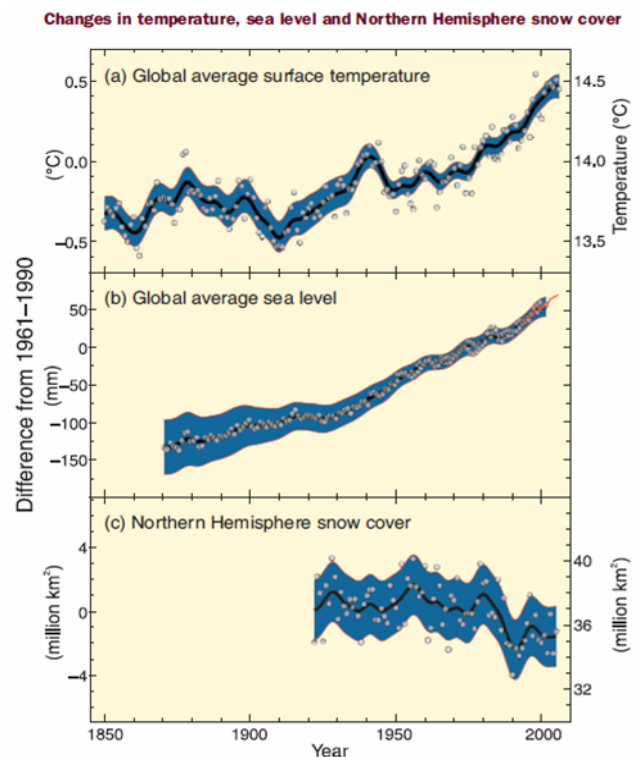 Changes in temperature, sea level and Northern Hemisphere snow cover
(a) Global average surface temperature
0.5
0.0
−0.5
(°C)
14.5
14.0
13,5
Temperature (°C)
(b) Global average sea level
50
0
−50
−100
−150
(mm)
Difference from 1961–1990
(c) Northern Hemisphere snow cover
4
0
−4
(million km²)
40
36
32
(million km²)
1850
1900
1950
2000
Year